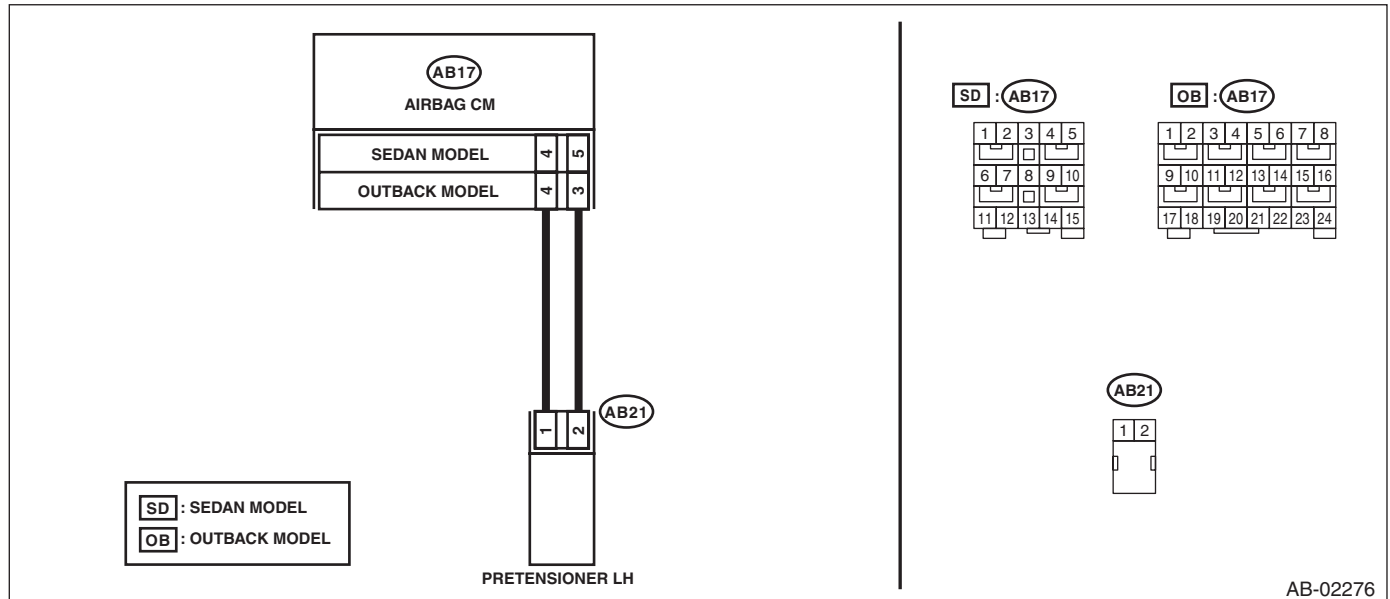 AB17
AIRBAG CM
SEDAN MODEL 4 5
OUTBACK MODEL 4 3
1 2
AB21
PRETENSIONER LH
SD : SEDAN MODEL
OB : OUTBACK MODEL
SD : AB17
1 2 3 4 5
6 7 8 9 10
11 12 13 14 15
OB : AB17
1 2 3 4 5 6 7 8
9 10 11 12 13 14 15 16
17 18 19 20 21 22 23 24
AB21
1 2
AB-02276